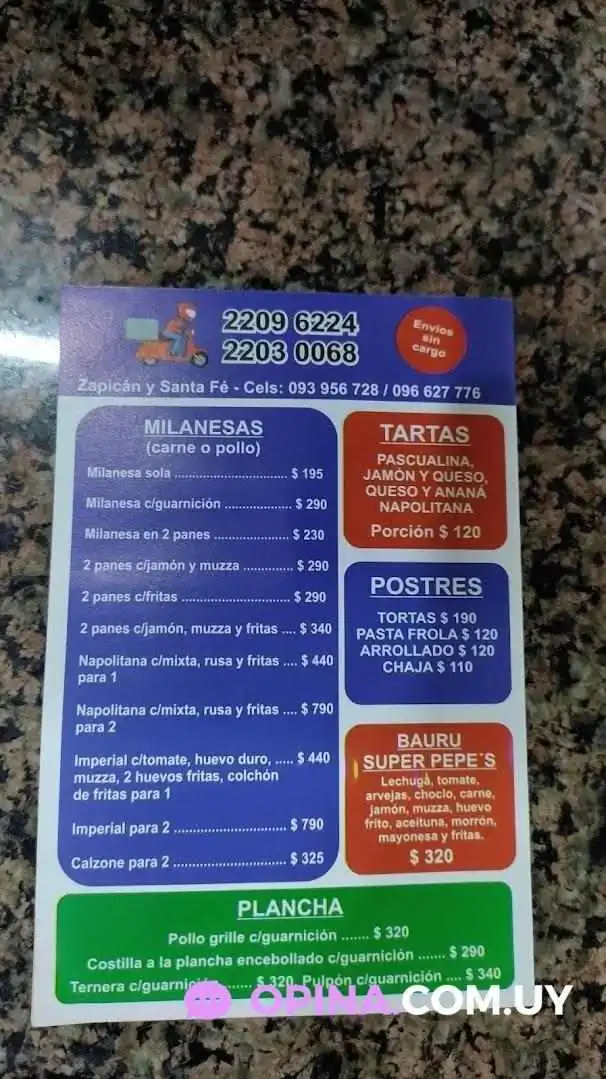 2209 6224
2203 0068
Envios
sin
cargo
Zapicán y Santa Fé - Cels: 093 956 728 / 096 627 776
MILANESAS
(carne o pollo)
Milanesa sola ............................... $ 195
Milanesa c/guarnición .................. $ 290
Milanesa en 2 panes .................... $ 230
2 panes c/jamón y muzza ............. $ 290
2 panes c/fritas ............................. $ 290
2 panes c/jamón, muzza y fritas .... $ 340
Napolitana c/mixta, rusa y fritas .... $ 440
para 1
Napolitana c/mixta, rusa y fritas .... $ 790
para 2
Imperial c/tomate, huevo duro, ..... $ 440
muzza, 2 huevos fritas, colchón
de fritas para 1
Imperial para 2 ............................... $ 790
Calzone para 2 ............................... $ 325
TARTAS
PASCUALINA,
JAMÓN Y QUESO,
QUESO Y ANANÁ
NAPOLITANA
Porción $ 120
POSTRES
TORTAS $ 190
PASTA FROLA $ 120
ARROLLADO $ 120
CHAJA $ 110
BAURU
SUPER PEPE´S
Lechuga, tomate,
arvejas, choclo, carne,
jamón, muzza, huevo
frito, aceituna, morrón,
mayonesa y fritas.
$ 320
PLANCHA
Pollo grille c/guarnición ....... $ 320
Costilla a la plancha encebollado c/guarnición ....... $ 290
Ternera c/guarnición ....... $ 320 Pulpón c/guarnición .... $ 340
OPINA.COM.UY